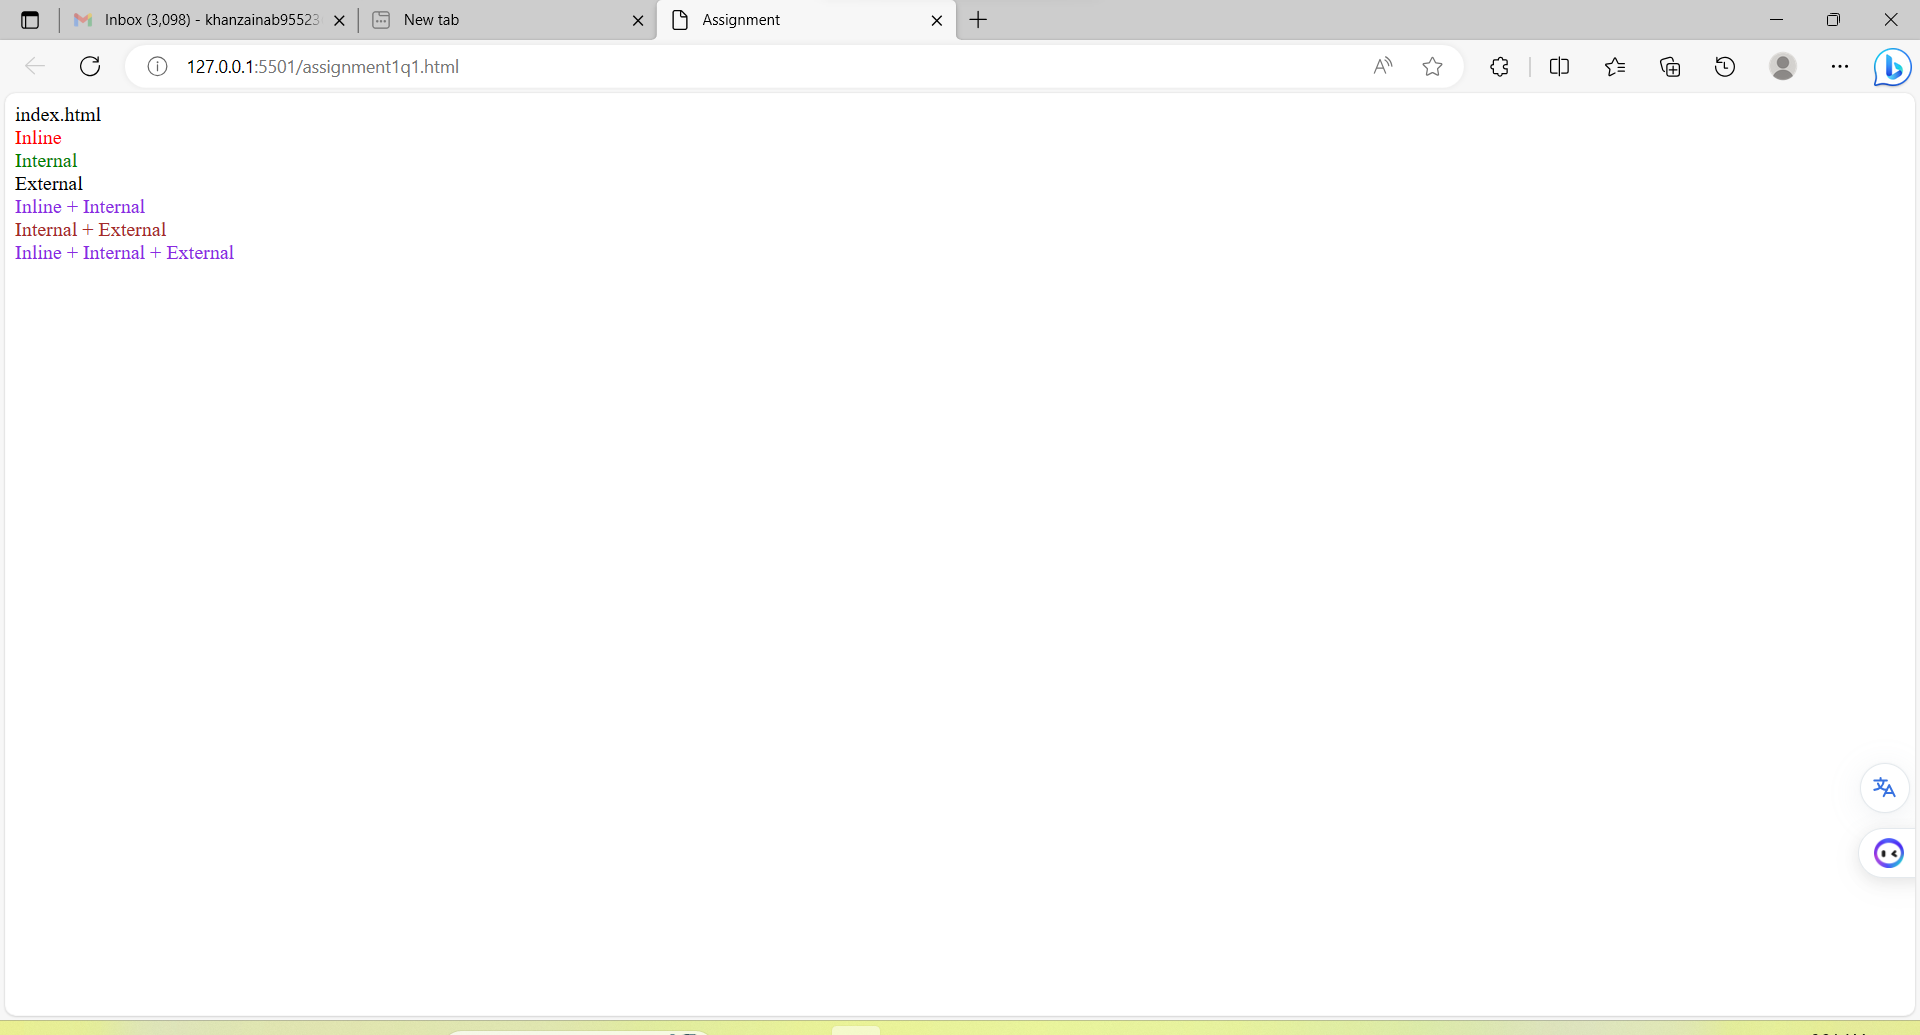 Inbox (3,098) - khanzainab95523
New tab
Assignment
127.0.0.1:5501/assignment1q1.html
index.html
Inline
Internal
External
Inline + Internal
Internal + External
Inline + Internal + External